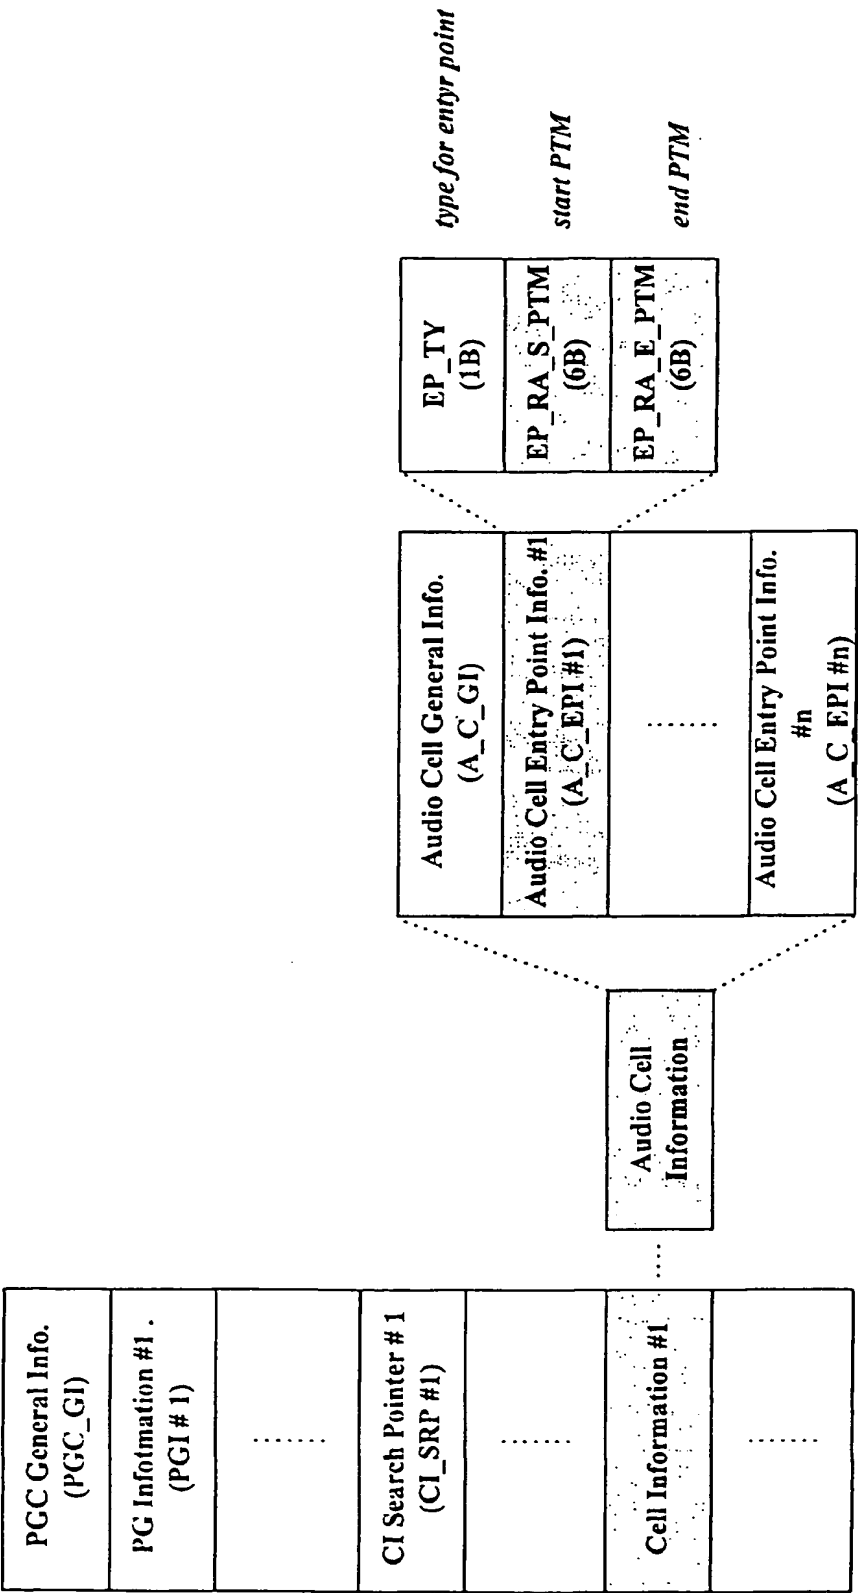 PGC General Info.
(PGC_GI)
PG Infotmation #1.
(PGI # 1)
CI Search Pointer # 1
(CI_SRP #1)
Cell Information #1
Audio Cell
Information
Audio Cell General Info.
(A_C_GI)
Audio Cell Entry Point Info. #1
(A_C_EPI #1)
Audio Cell Entry Point Info.
#n
(A_C_EPI #n)
EP_TY
(1B)
EP_RA_S_PTM
(6B)
EP_RA_E_PTM
(6B)
type for entyr point
start PTM
end PTM